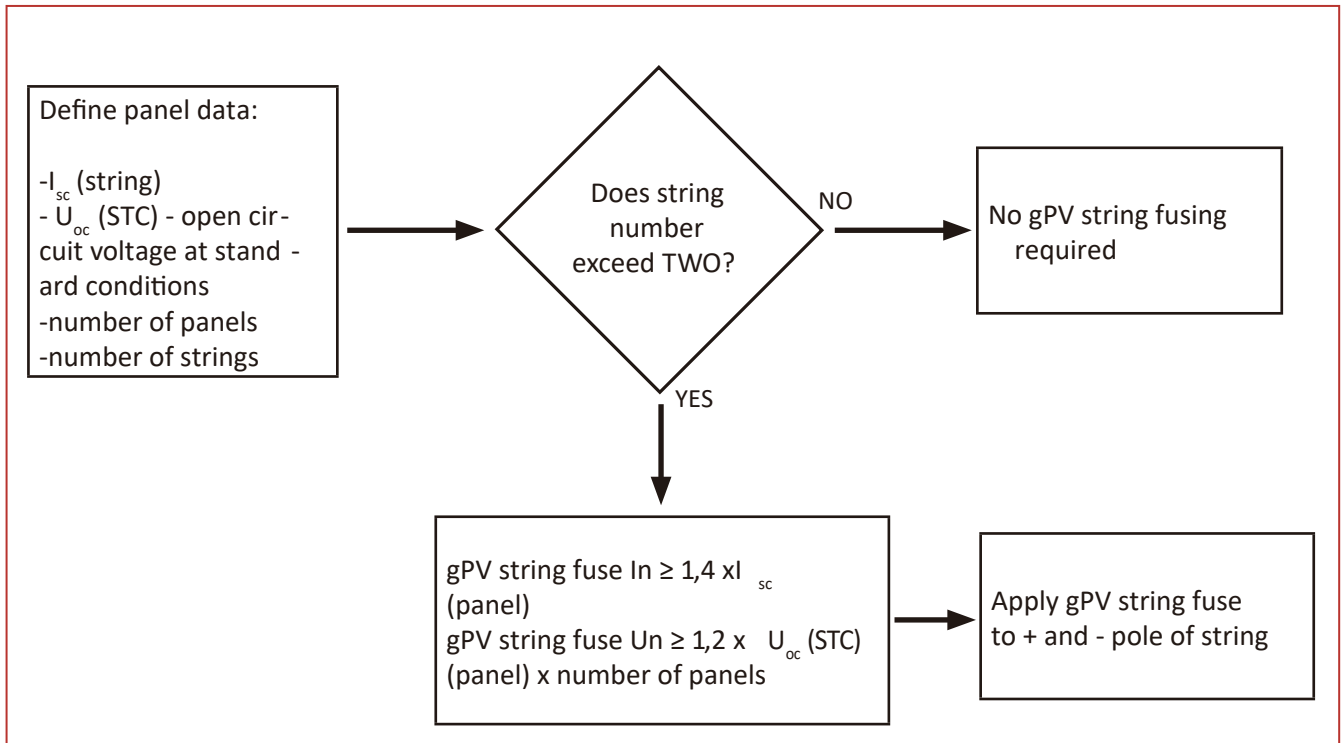 Define panel data:
-Isc (string)
- Uoc (STC) - open cir-
cuit voltage at stand -
ard conditions
-number of panels
-number of strings
Does string
number
exceed TWO?
NO
No gPV string fusing
required
YES
gPV string fuse In ≥ 1,4 xI sc
(panel)
gPV string fuse Un ≥ 1,2 x Uoc (STC)
(panel) x number of panels
Apply gPV string fuse
to + and - pole of string